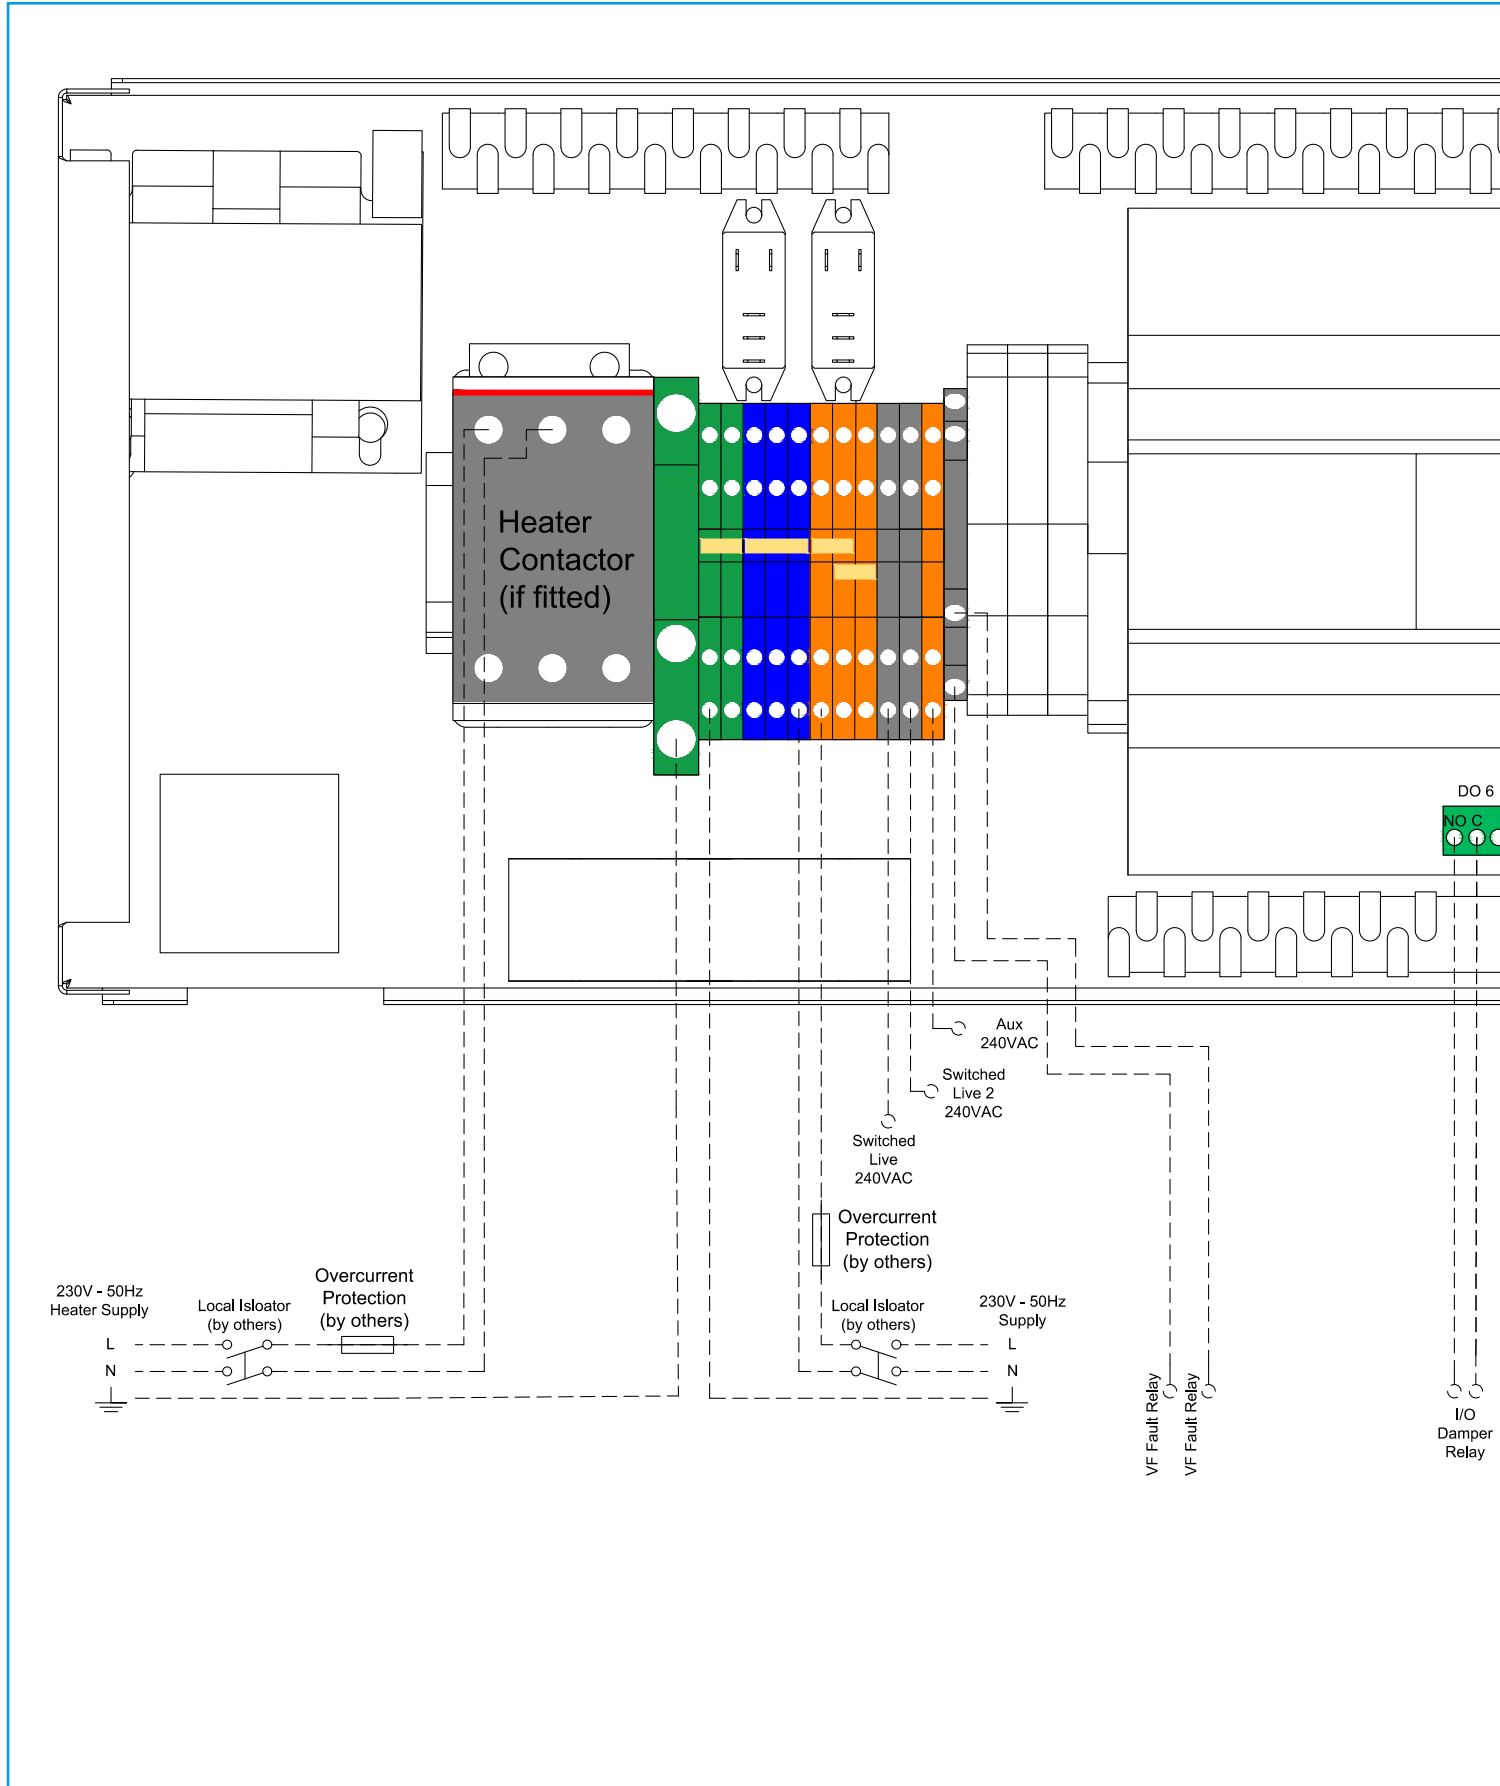 Heater
Contactor
(if fitted)
DO 6
NO C
Aux
240VAC
Switched
Live 2
240VAC
Switched
Live
240VAC
Overcurrent
Protection
(by others)
Overcurrent
Protection
(by others)
230V - 50Hz
Heater Supply
Local Isloator
(by others)
L
N
Local Isloator
(by others)
230V - 50Hz
Supply
L
N
VF Fault Relay
VF Fault Relay
I/O
Damper
Relay